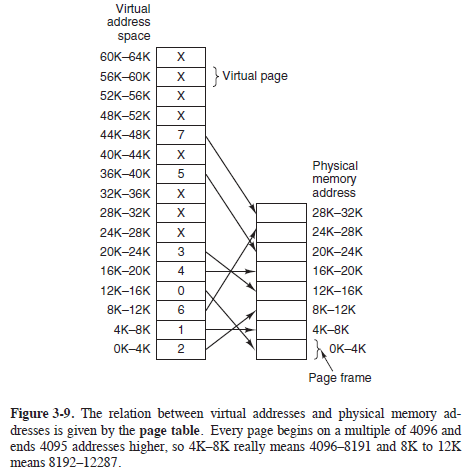 Virtual
address
space
60K–64K X
56K–60K X Virtual page
52K–56K X
48K–52K X
44K–48K 7
40K–44K X
Physical
memory
address
36K–40K 5
32K–36K X
28K–32K X 28K–32K
24K–28K X 24K–28K
20K–24K 3 20K–24K
16K–20K 4 16K–20K
12K–16K 0 12K–16K
8K–12K 6 8K–12K
4K–8K 1 4K–8K
0K–4K 2 0K–4K
Page frame
Figure 3-9. The relation between virtual addresses and physical memory ad-
dresses is given by the page table. Every page begins on a multiple of 4096 and
ends 4095 addresses higher, so 4K–8K really means 4096–8191 and 8K to 12K
means 8192–12287.